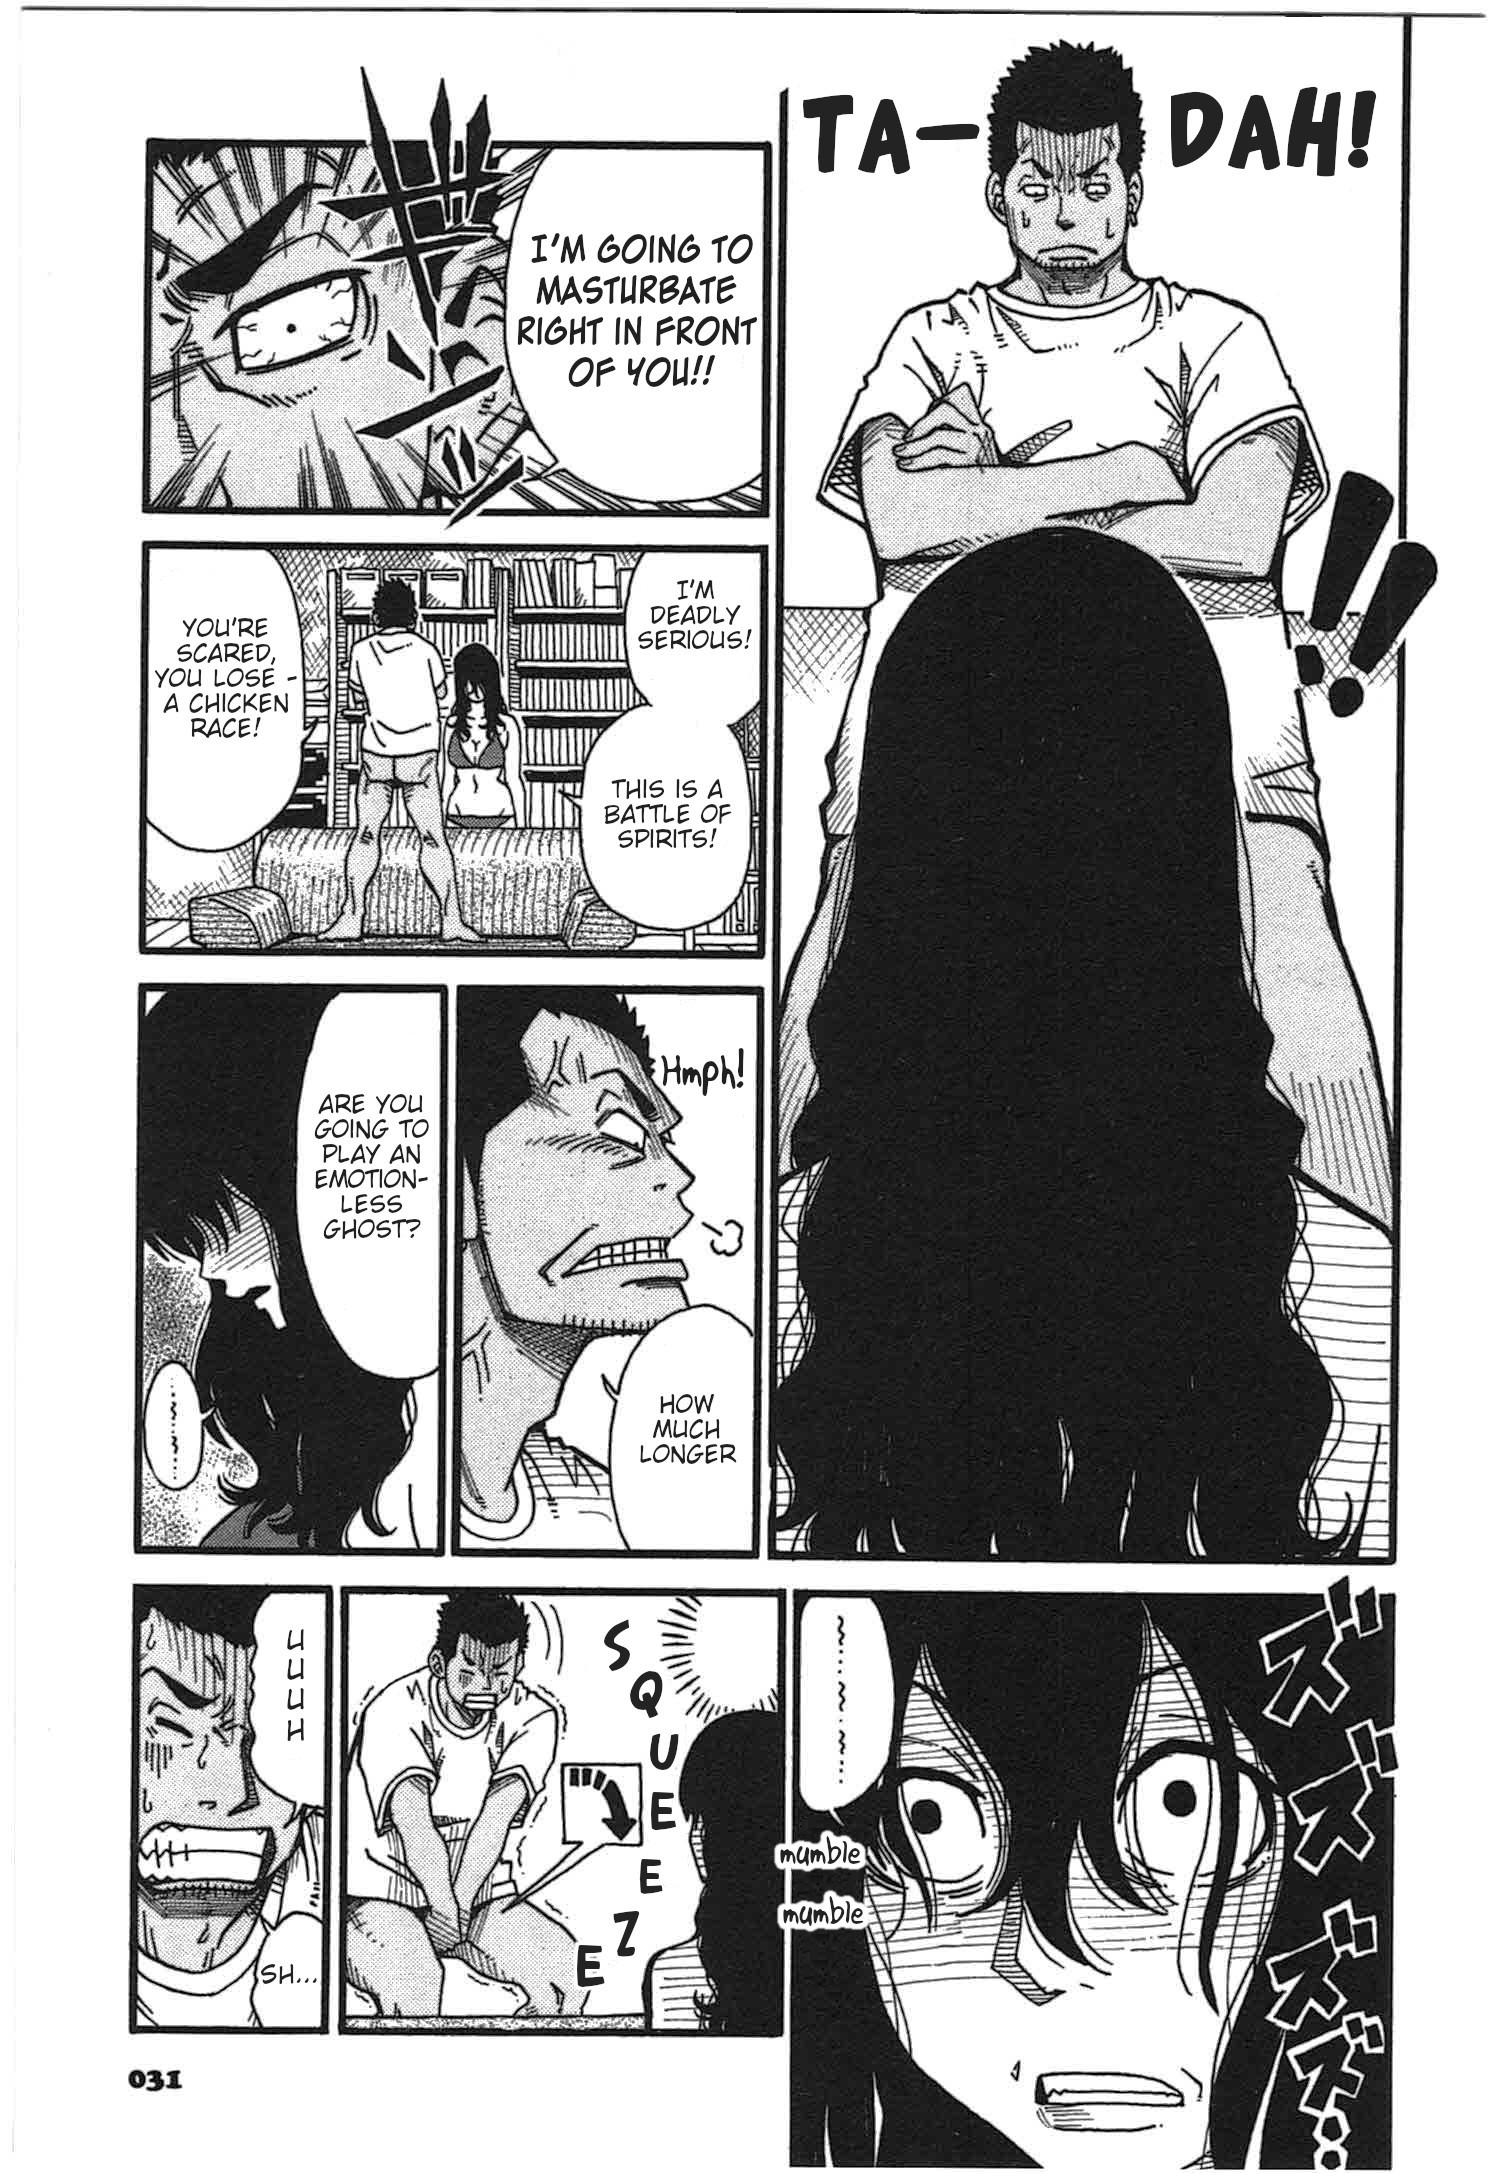 TA—
DAH!
!!
I'M GOING TO
MASTURBATE
RIGHT IN FRONT
OF YOU!!
I'M
DEADLY
SERIOUS!
THIS IS A
BATTLE OF
SPIRITS!
YOU'RE
SCARED,
YOU LOSE -
A CHICKEN
RACE!
Hmph!
HOW
MUCH
LONGER
ARE YOU
GOING TO
PLAY AN
EMOTION-
LESS
GHOST?
ズズズズズ
mumble
mumble
SQUEEZE
UUUH
SH...
031